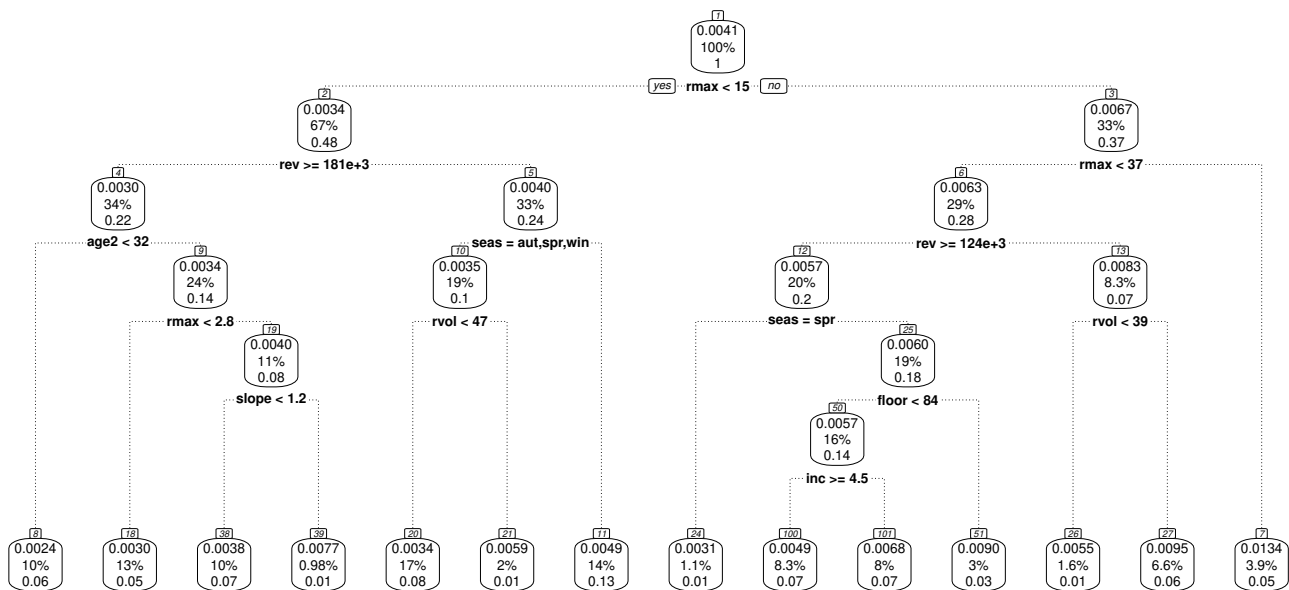 1
0.0041
100%
1
yes rmax < 15 no
2 3
0.0034 0.0067
67% 33%
0.48 0.37
rev >= 181e+3 rmax < 37
4 5 6
0.0030 0.0040 0.0063
34% 33% 29%
0.22 0.24 0.28
age2 < 32 seas = aut,spr,win rev >= 124e+3
9 10 12 13
0.0034 0.0035 0.0057 0.0083
24% 19% 20% 8.3%
0.14 0.1 0.2 0.07
rmax < 2.8 rvol < 47 seas = spr rvol < 39
19 25
0.0040 0.0060
11% 19%
0.08 0.18
slope < 1.2 floor < 84
50
0.0057
16%
0.14
inc >= 4.5
8 18 38 39 20 21 11 24 100 101 51 26 27 7
0.0024 0.0030 0.0038 0.0077 0.0034 0.0059 0.0049 0.0031 0.0049 0.0068 0.0090 0.0055 0.0095 0.0134
10% 13% 10% 0.98% 17% 2% 14% 1.1% 8.3% 8% 3% 1.6% 6.6% 3.9%
0.06 0.05 0.07 0.01 0.08 0.01 0.13 0.01 0.07 0.07 0.03 0.01 0.06 0.05